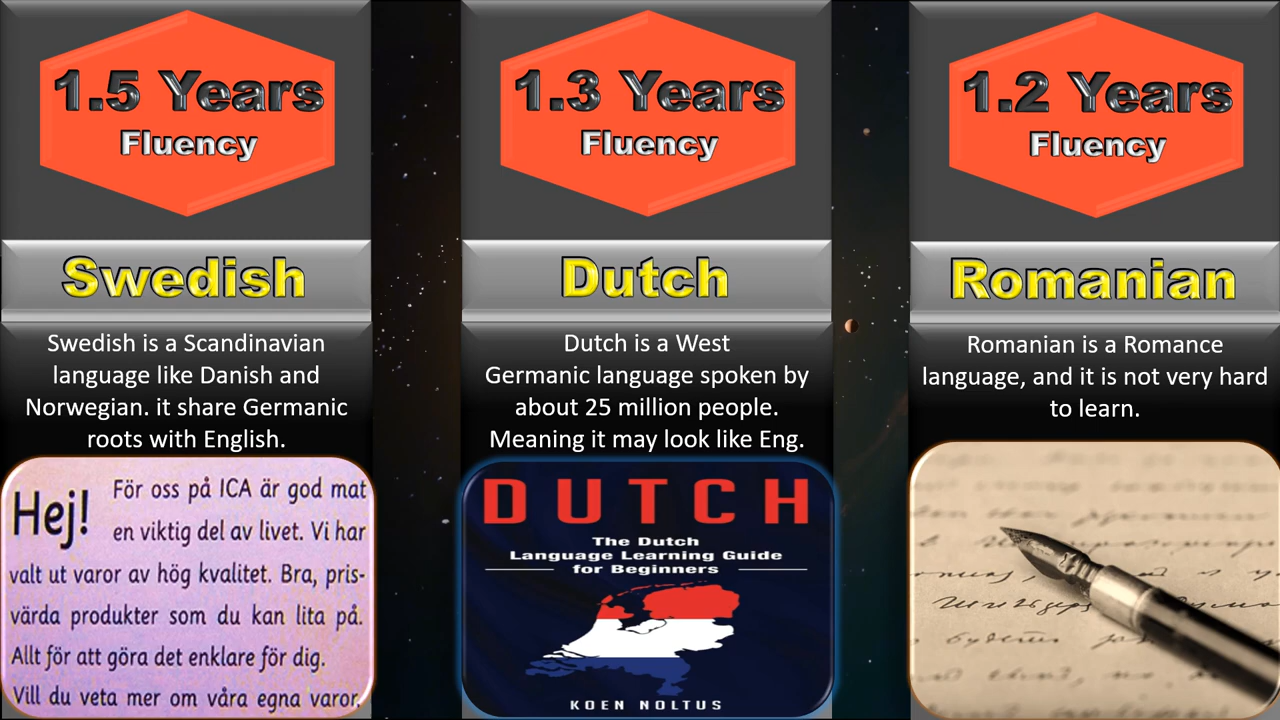 1.5 Years
Fluency
Swedish
Swedish is a Scandinavian
language like Danish and
Norwegian. it share Germanic
roots with English.
Hej!
För oss på ICA är god mat
en viktig del av livet. Vi har
valt ut varor av hög kvalitet. Bra, pris-
värda produkter som du kan lita på.
Allt för att göra det enklare för dig.
Vill du veta mer om våra egna varor,
1.3 Years
Fluency
Dutch
Dutch is a West
Germanic language spoken by
about 25 million people.
Meaning it may look like Eng.
DUTCH
The Dutch
Language Learning Guide
for Beginners
KOEN NOLTUS
1.2 Years
Fluency
Romanian
Romanian is a Romance
language, and it is not very hard
to learn.